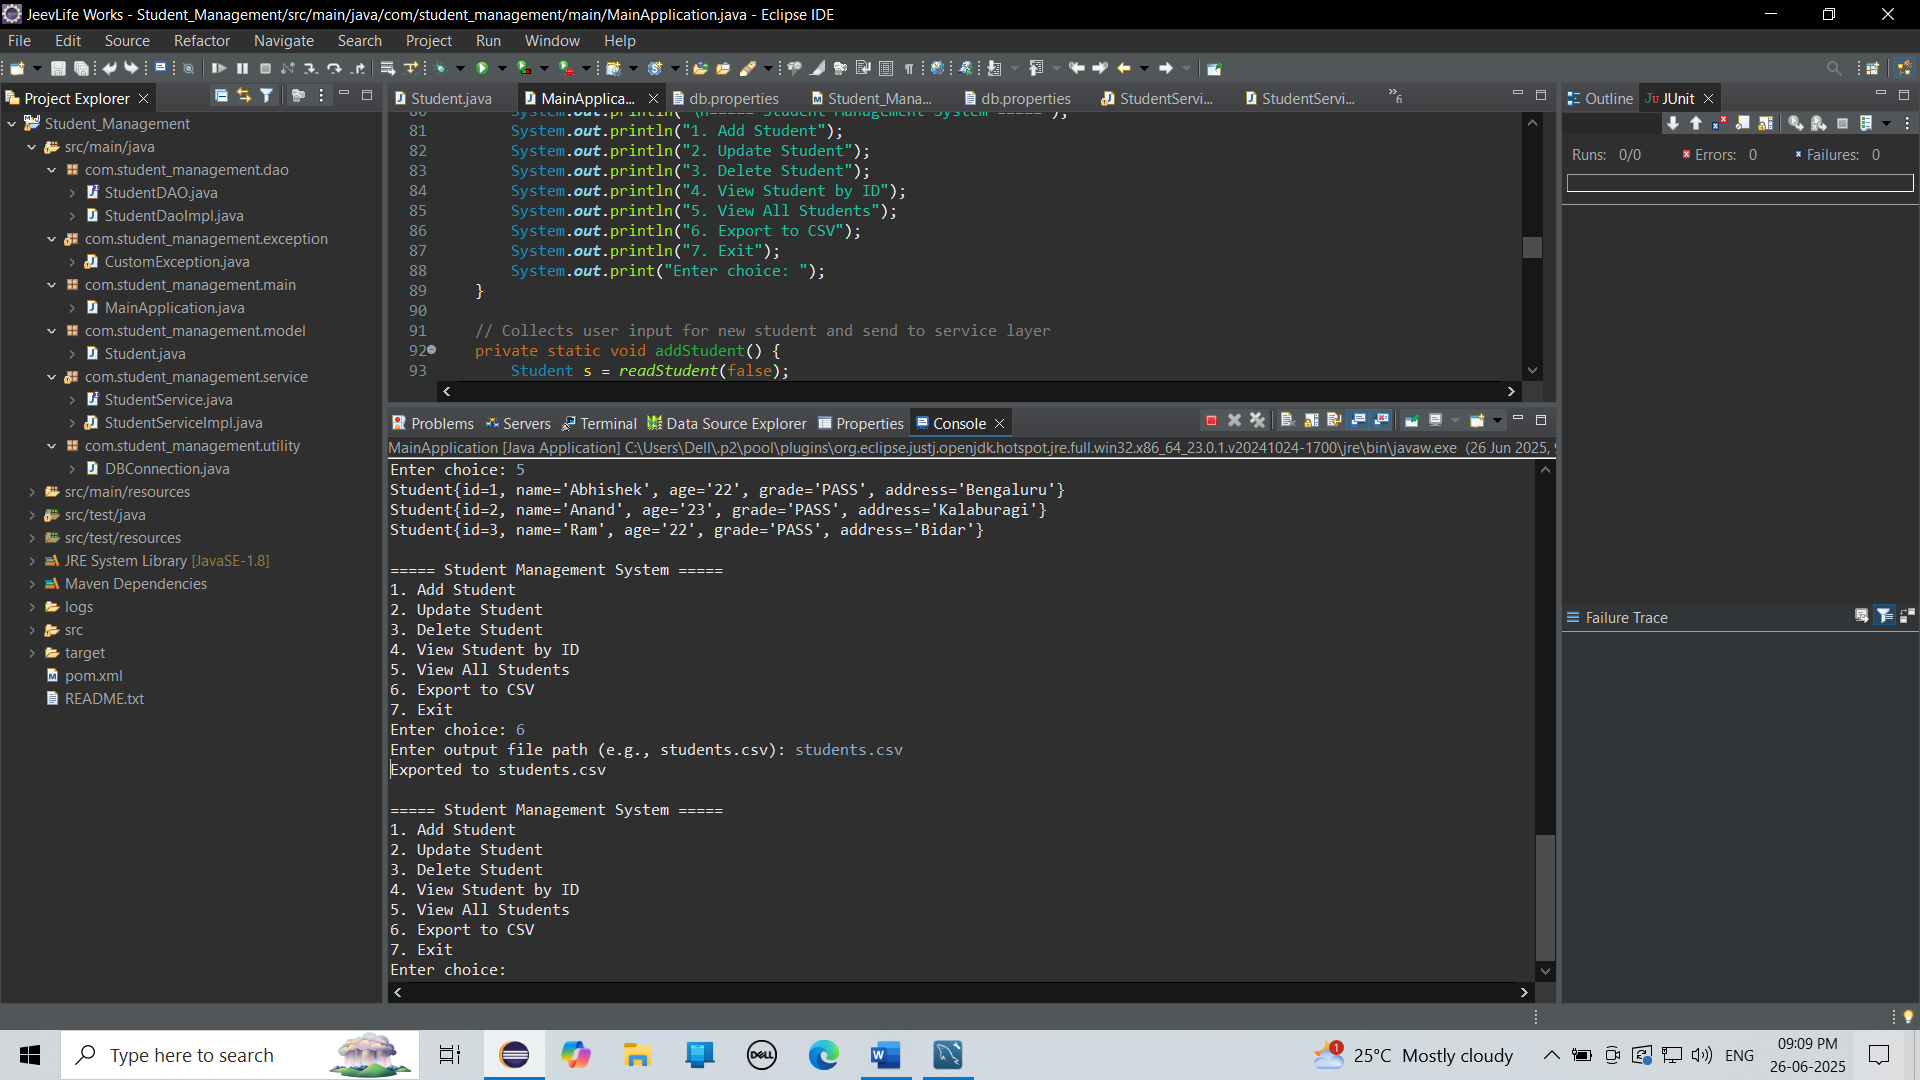 JeevLife Works - Student_Management/src/main/java/com/student_management/main/MainApplication.java - Eclipse IDE
File Edit Source Refactor Navigate Search Project Run Window Help
Project Explorer
Student_Management
src/main/java
com.student_management.dao
StudentDAO.java
StudentDaoImpl.java
com.student_management.exception
CustomException.java
com.student_management.main
MainApplication.java
com.student_management.model
Student.java
com.student_management.service
StudentService.java
StudentServiceImpl.java
com.student_management.utility
DBConnection.java
src/main/resources
src/test/java
src/test/resources
JRE System Library [JavaSE-1.8]
Maven Dependencies
logs
src
target
pom.xml
README.txt
Student.java MainApplica... db.properties Student_Mana... db.properties StudentServi... StudentServi... »6
80 System.out.println("\n===== Student Management System =====");
81 System.out.println("1. Add Student");
82 System.out.println("2. Update Student");
83 System.out.println("3. Delete Student");
84 System.out.println("4. View Student by ID");
85 System.out.println("5. View All Students");
86 System.out.println("6. Export to CSV");
87 System.out.println("7. Exit");
88 System.out.print("Enter choice: ");
89 }
90
91 // Collects user input for new student and send to service layer
92 private static void addStudent() {
93 Student s = readStudent(false);
Problems Servers Terminal Data Source Explorer Properties Console
MainApplication [Java Application] C:\Users\Dell\.p2\pool\plugins\org.eclipse.justj.openjdk.hotspot.jre.full.win32.x86_64_23.0.1.v20241024-1700\jre\bin\javaw.exe (26 Jun 2025,
Enter choice: 5
Student{id=1, name='Abhishek', age='22', grade='PASS', address='Bengaluru'}
Student{id=2, name='Anand', age='23', grade='PASS', address='Kalaburagi'}
Student{id=3, name='Ram', age='22', grade='PASS', address='Bidar'}
===== Student Management System =====
1. Add Student
2. Update Student
3. Delete Student
4. View Student by ID
5. View All Students
6. Export to CSV
7. Exit
Enter choice: 6
Enter output file path (e.g., students.csv): students.csv
Exported to students.csv
===== Student Management System =====
1. Add Student
2. Update Student
3. Delete Student
4. View Student by ID
5. View All Students
6. Export to CSV
7. Exit
Enter choice:
Outline JUnit
Runs: 0/0 Errors: 0 Failures: 0
Failure Trace
Type here to search
DELL
1
25°C Mostly cloudy
ENG
09:09 PM
26-06-2025